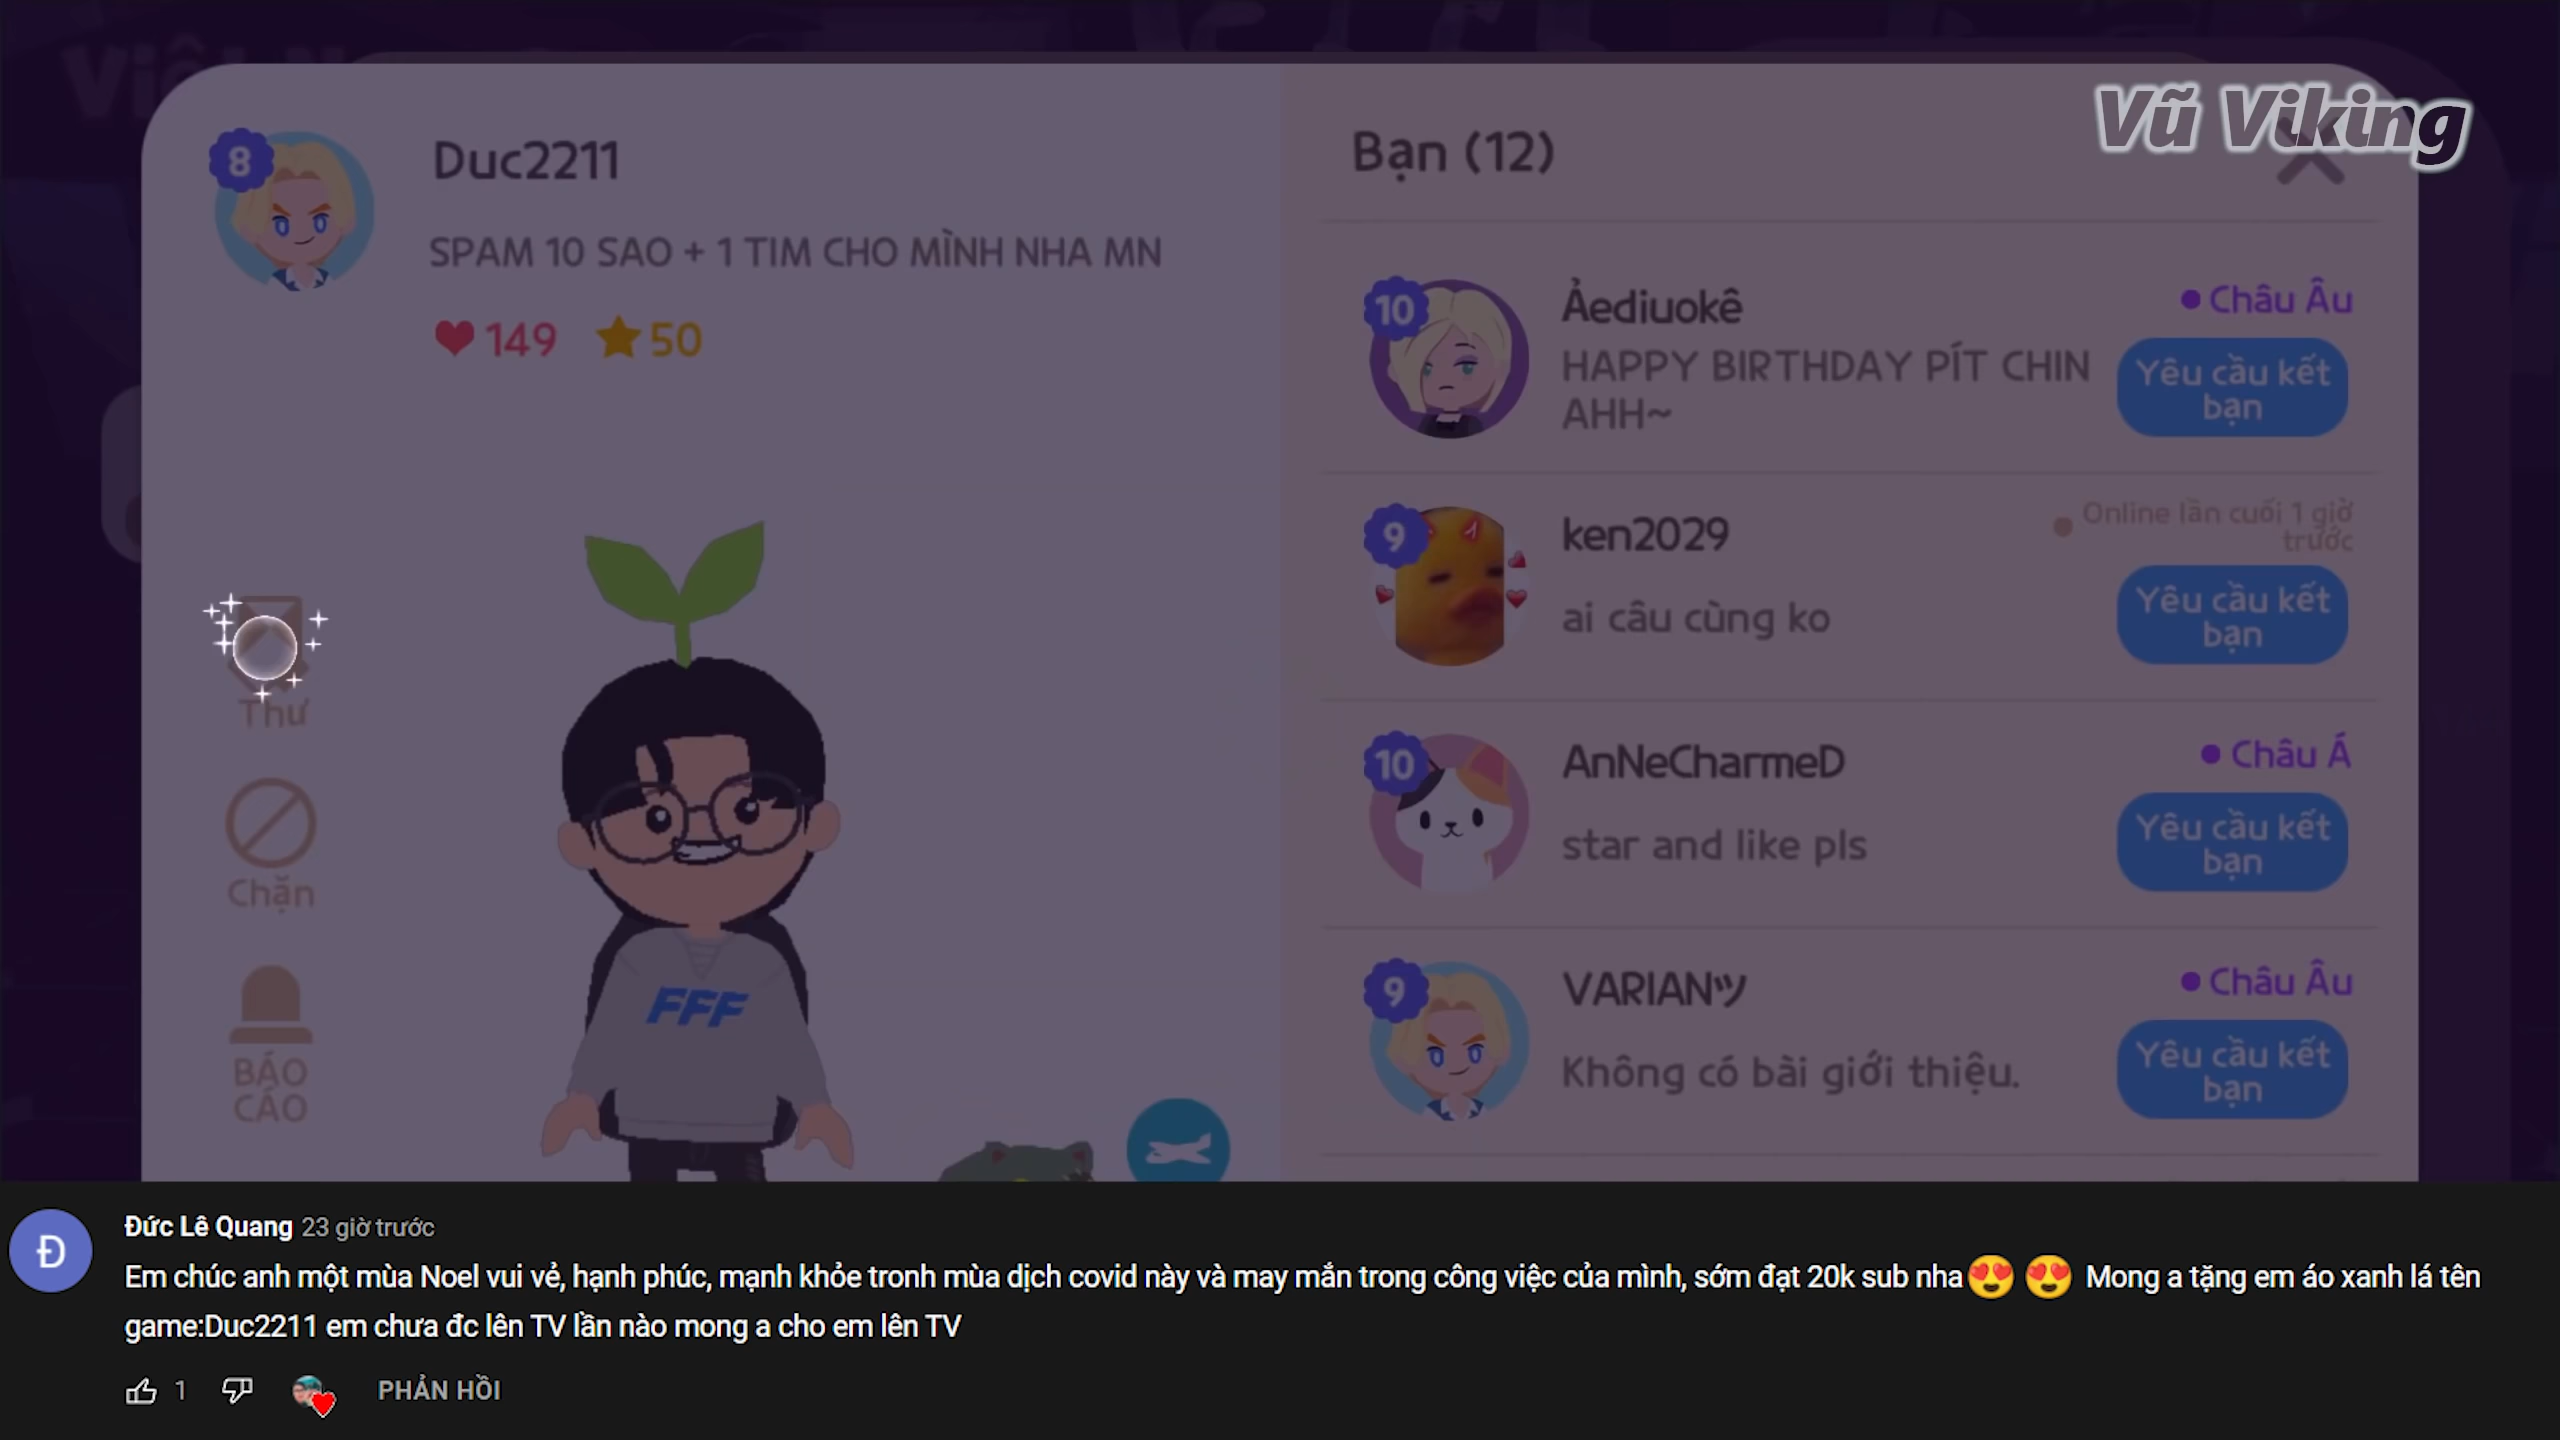 Việt N
Vũ Viking
8
Duc2211
SPAM 10 SAO + 1 TIM CHO MÌNH NHA MN
149 50
Thư
Chặn
BÁO
CÁO
FFF
Bạn (12)
10
Ảediuokê
Châu Âu
HAPPY BIRTHDAY PÍT CHIN
AHH~
Yêu cầu kết
bạn
9
ken2029
Online lần cuối 1 giờ
trước
ai câu cùng ko
Yêu cầu kết
bạn
10
AnNeCharmeD
Châu Á
star and like pls
Yêu cầu kết
bạn
9
VARIANツ
Châu Âu
Không có bài giới thiệu.
Yêu cầu kết
bạn
Đ
Đức Lê Quang 23 giờ trước
Em chúc anh một mùa Noel vui vẻ, hạnh phúc, mạnh khỏe tronh mùa dịch covid này và may mắn trong công việc của mình, sớm đạt 20k sub nha😍 😍 Mong a tặng em áo xanh lá tên
game:Duc2211 em chưa đc lên TV lần nào mong a cho em lên TV
1 PHẢN HỒI